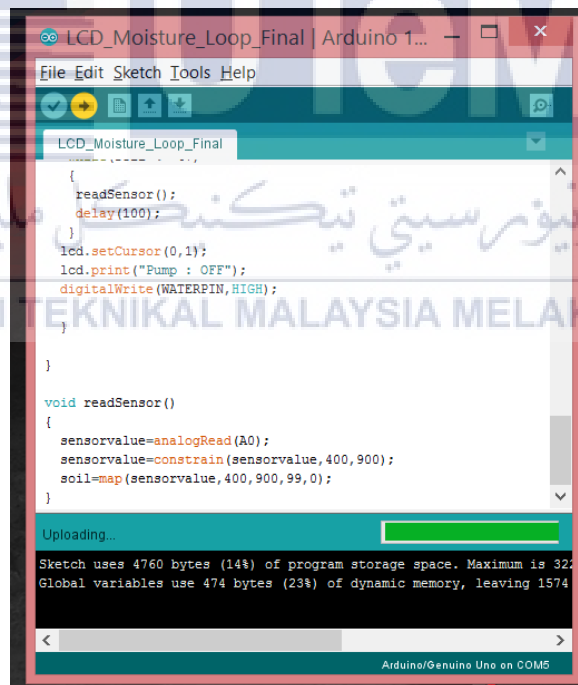 LCD_Moisture_Loop_Final | Arduino 1...
File Edit Sketch Tools Help
LCD_Moisture_Loop_Final
{
readSensor();
delay(100);
}
lcd.setCursor(0,1);
lcd.print("Pump : OFF");
digitalWrite(WATERPIN,HIGH);
}
}
void readSensor()
{
sensorvalue=analogRead(A0);
sensorvalue=constrain(sensorvalue,400,900);
soil=map(sensorvalue,400,900,99,0);
}
Uploading...
Sketch uses 4760 bytes (14%) of program storage space. Maximum is 322
Global variables use 474 bytes (23%) of dynamic memory, leaving 1574
Arduino/Genuino Uno on COM5
TEKNIKAL MALAYSIA MELAK